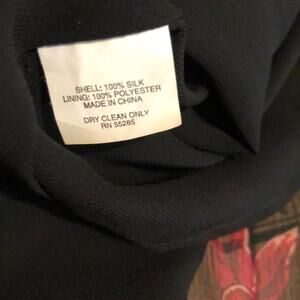 SHELL: 100% SILK
LINING: 100% POLYESTER
MADE IN CHINA
DRY CLEAN ONLY
RN 55285